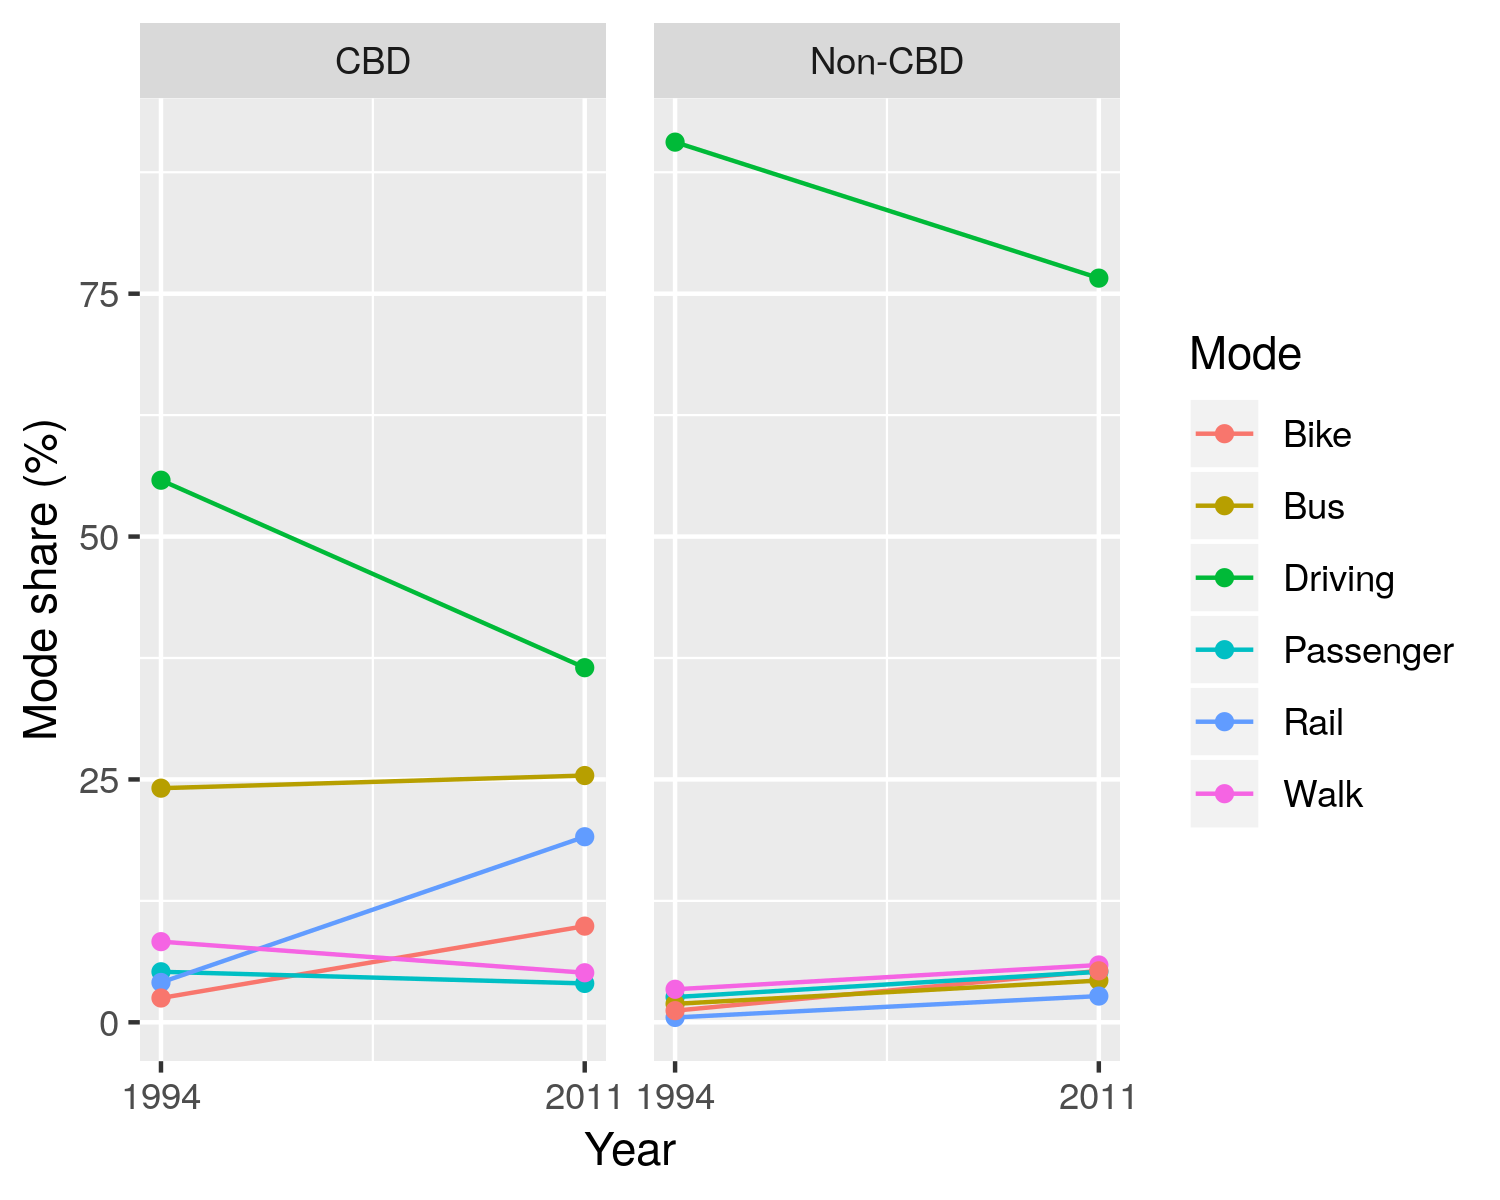 CBD
Non-CBD
Mode share (%)
75
50
25
0
1994
2011
1994
2011
Year
Mode
Bike
Bus
Driving
Passenger
Rail
Walk